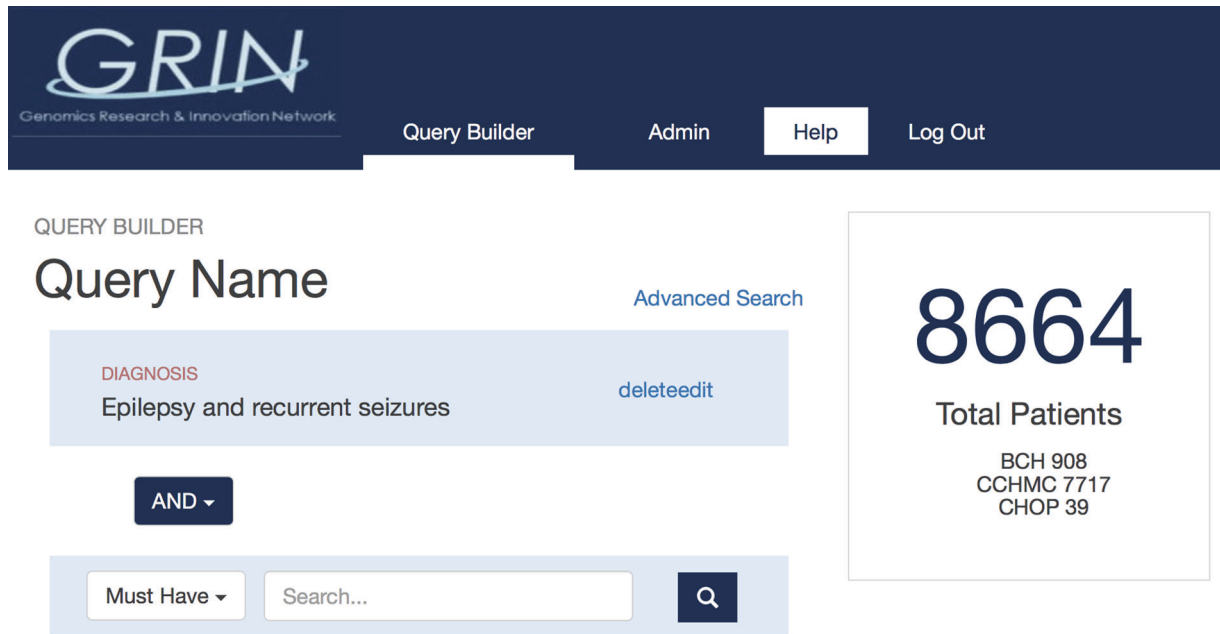 GRIN
Genomics Research & Innovation Network
Query Builder Admin Help Log Out
QUERY BUILDER
Query Name
Advanced Search
DIAGNOSIS
Epilepsy and recurrent seizures
deleteedit
AND
Must Have
Search...
8664
Total Patients
BCH 908
CCHMC 7717
CHOP 39